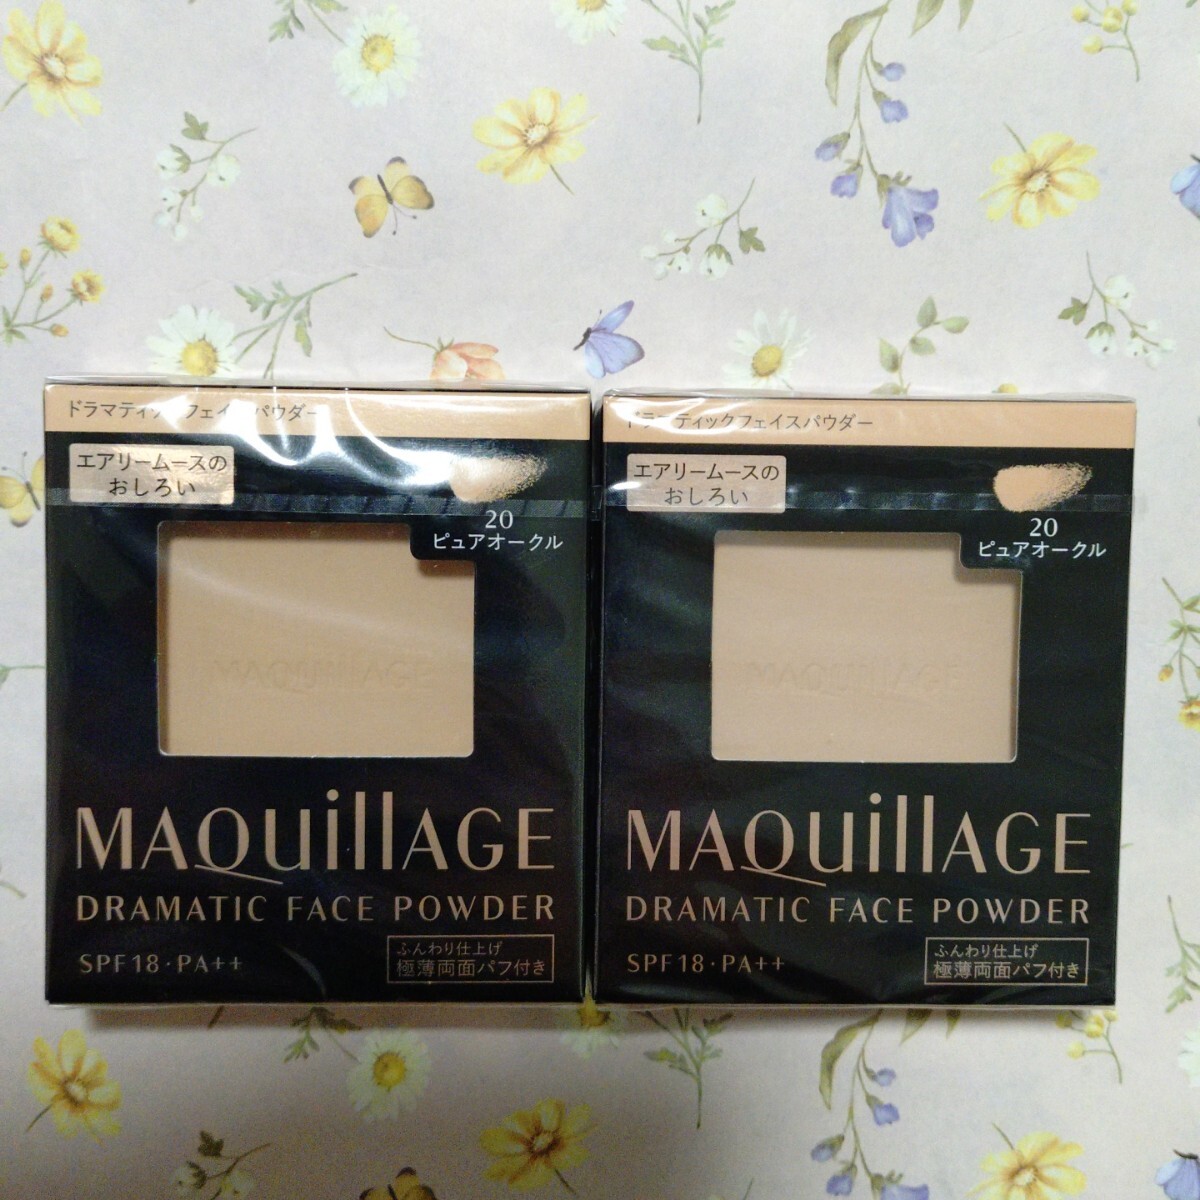 ドラマティックフェイスパウダー
エアリームースの
おしろい
20
ピュアオークル
MAQuillAGE
MAQuillAGE
DRAMATIC FACE POWDER
SPF18・PA++
ふんわり仕上げ
極薄両面パフ付き
ドラマティックフェイスパウダー
エアリームースの
おしろい
20
ピュアオークル
MAQuillAGE
MAQuillAGE
DRAMATIC FACE POWDER
SPF18・PA++
ふんわり仕上げ
極薄両面パフ付き